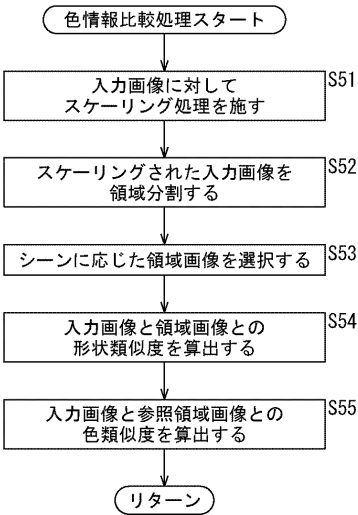 色情報比較処理スタート
入力画像に対して
スケーリング処理を施す
S51
スケーリングされた入力画像を
領域分割する
S52
シーンに応じた領域画像を選択する
S53
入力画像と領域画像との
形状類似度を算出する
S54
入力画像と参照領域画像との
色類似度を算出する
S55
リターン